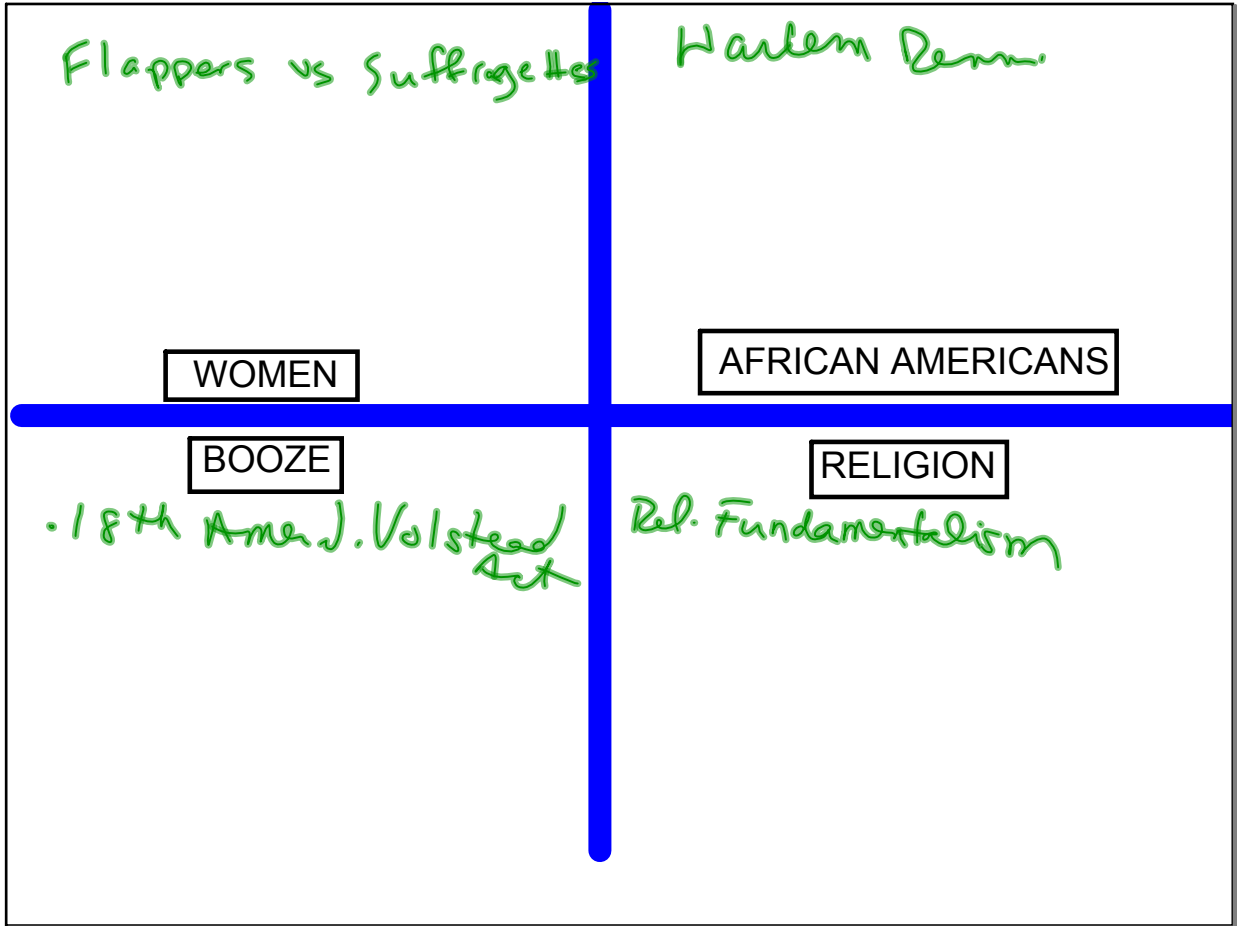 Flappers vs Suffragettes
Harlem Renn.
WOMEN
AFRICAN AMERICANS
BOOZE
RELIGION
·18th Amend. Volstead
Act
Rel. Fundamentalism